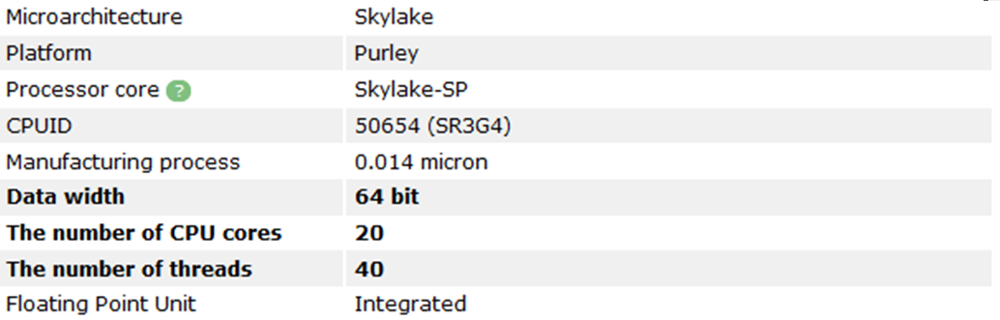 Microarchitecture Skylake
Platform Purley
Processor core ? Skylake-SP
CPUID 50654 (SR3G4)
Manufacturing process 0.014 micron
Data width 64 bit
The number of CPU cores 20
The number of threads 40
Floating Point Unit Integrated